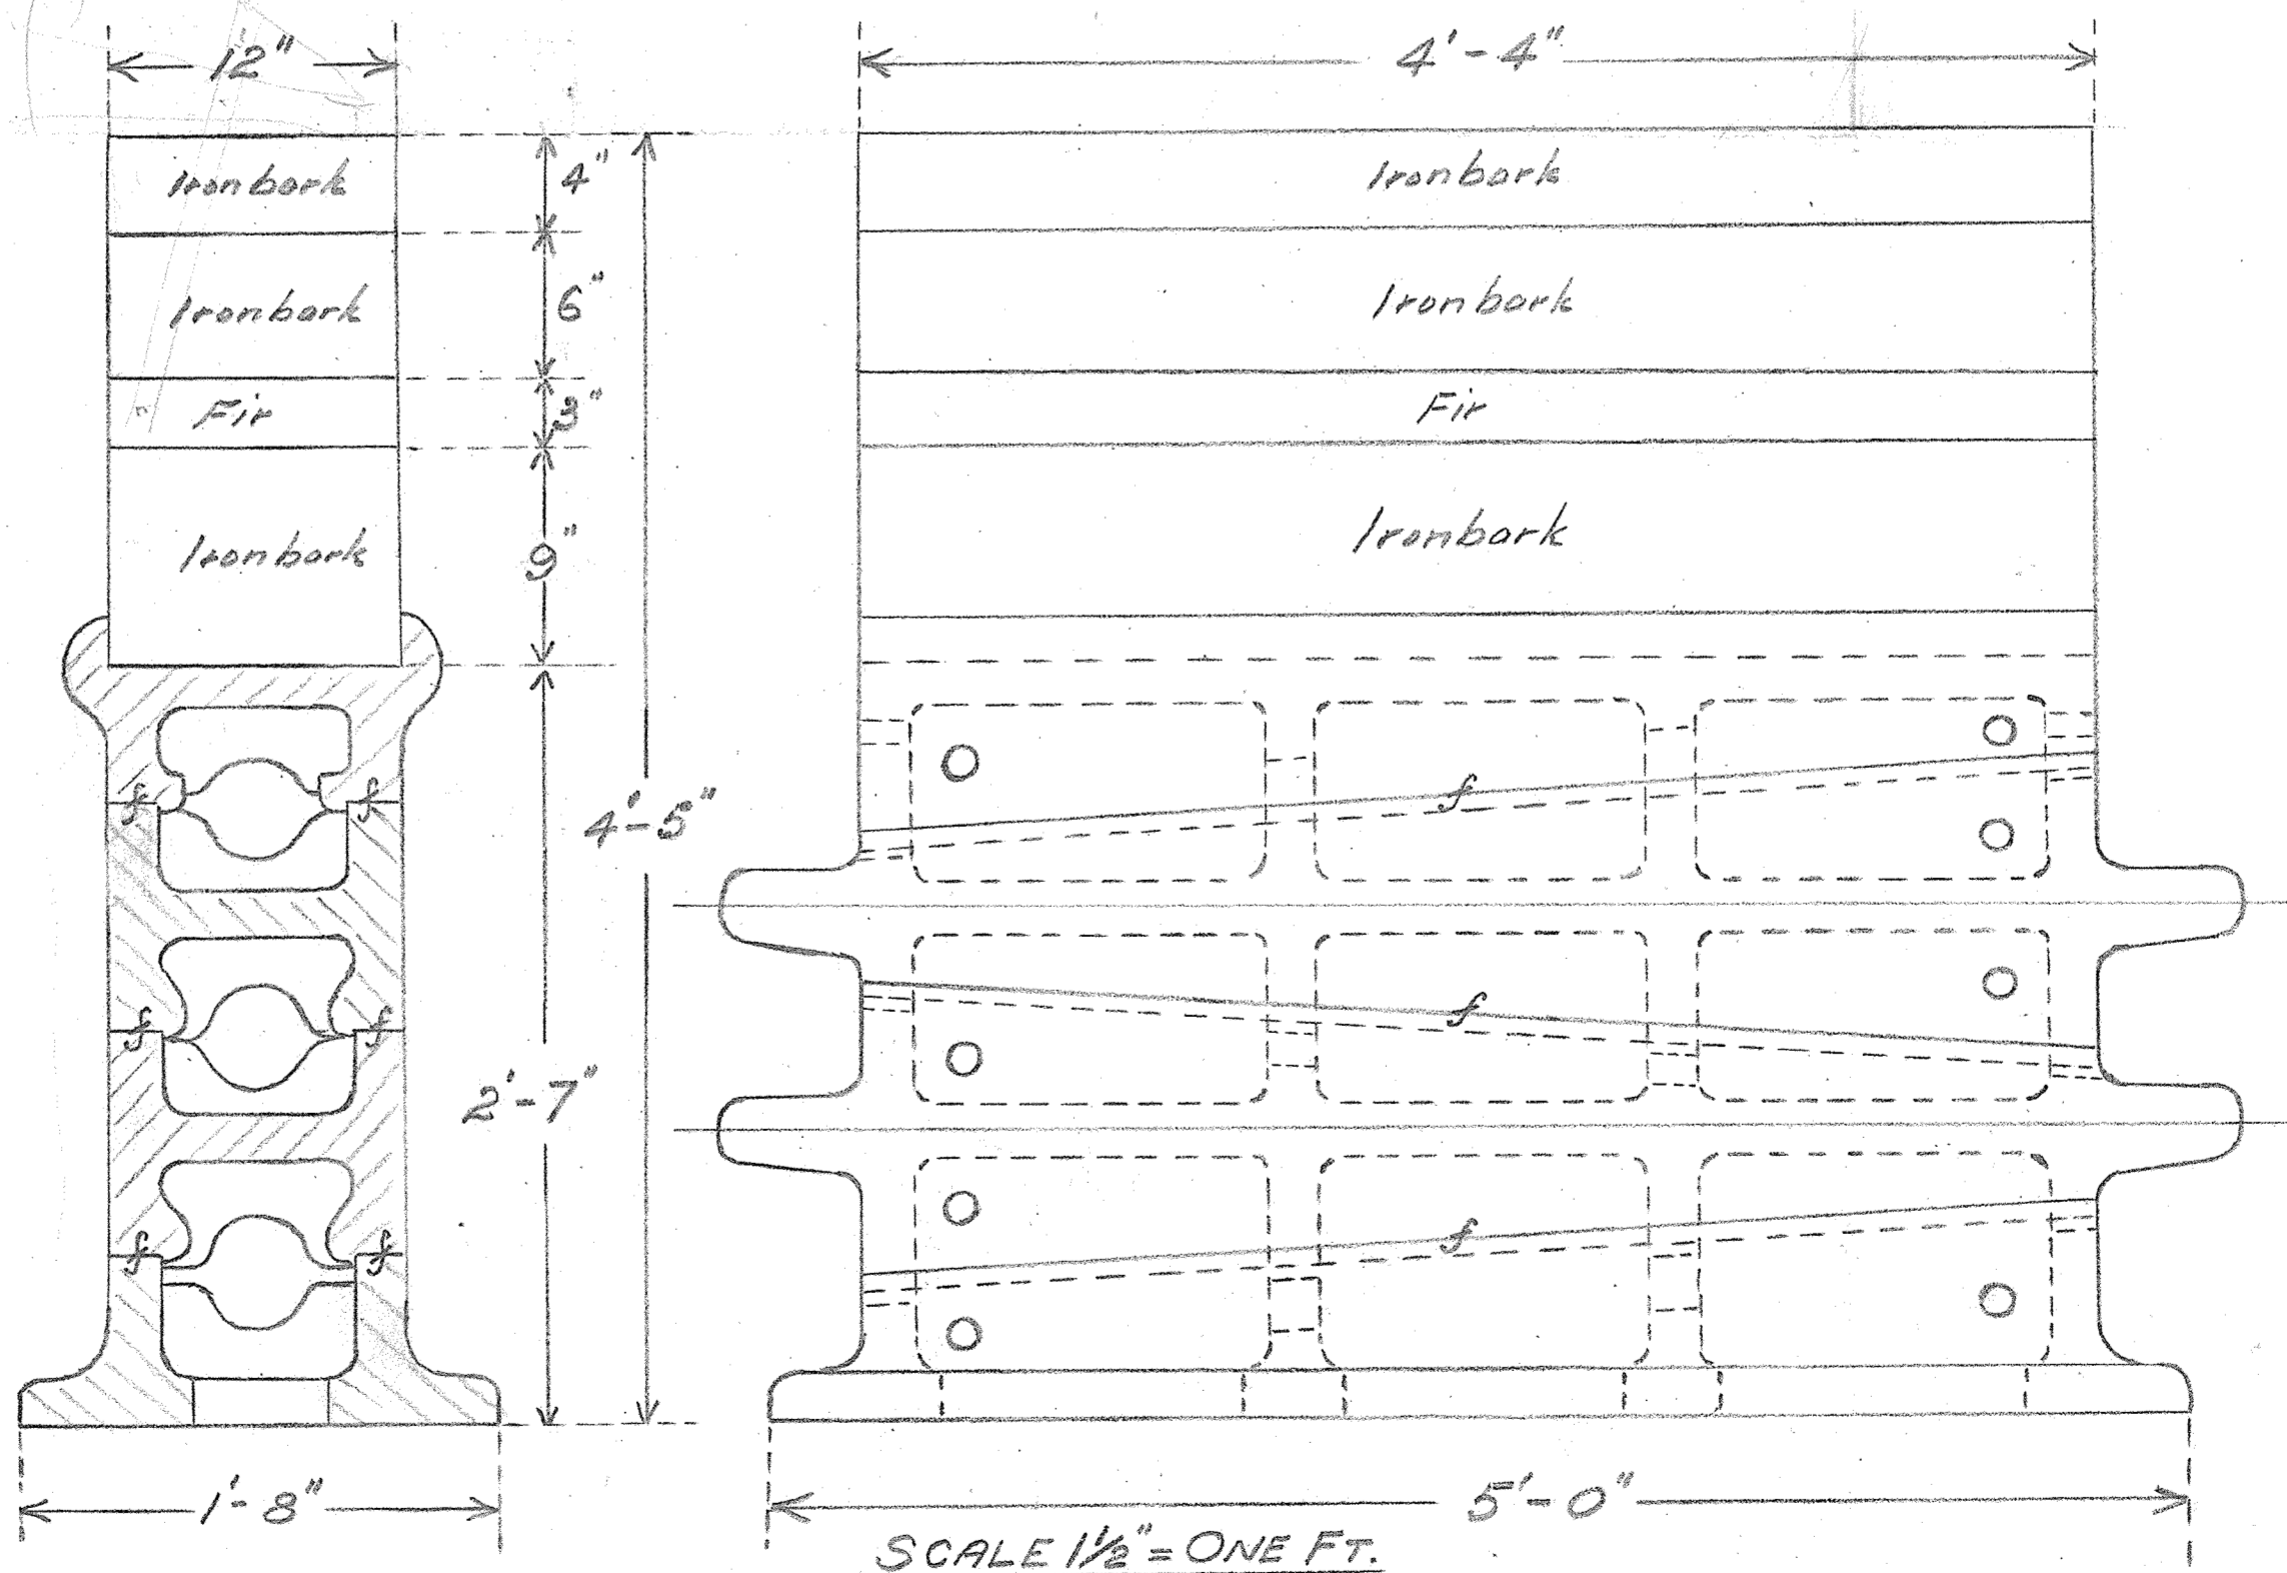 12"
4'-4"
Ironbark
4"
Ironbark
Ironbark
6"
Ironbark
Fir
3"
Fir
Ironbark
9"
Ironbark
f
f
4'-5"
f
f
f
f
2'-7"
f
f
f
1'-8"
5'-0"
SCALE 1½" = ONE FT.